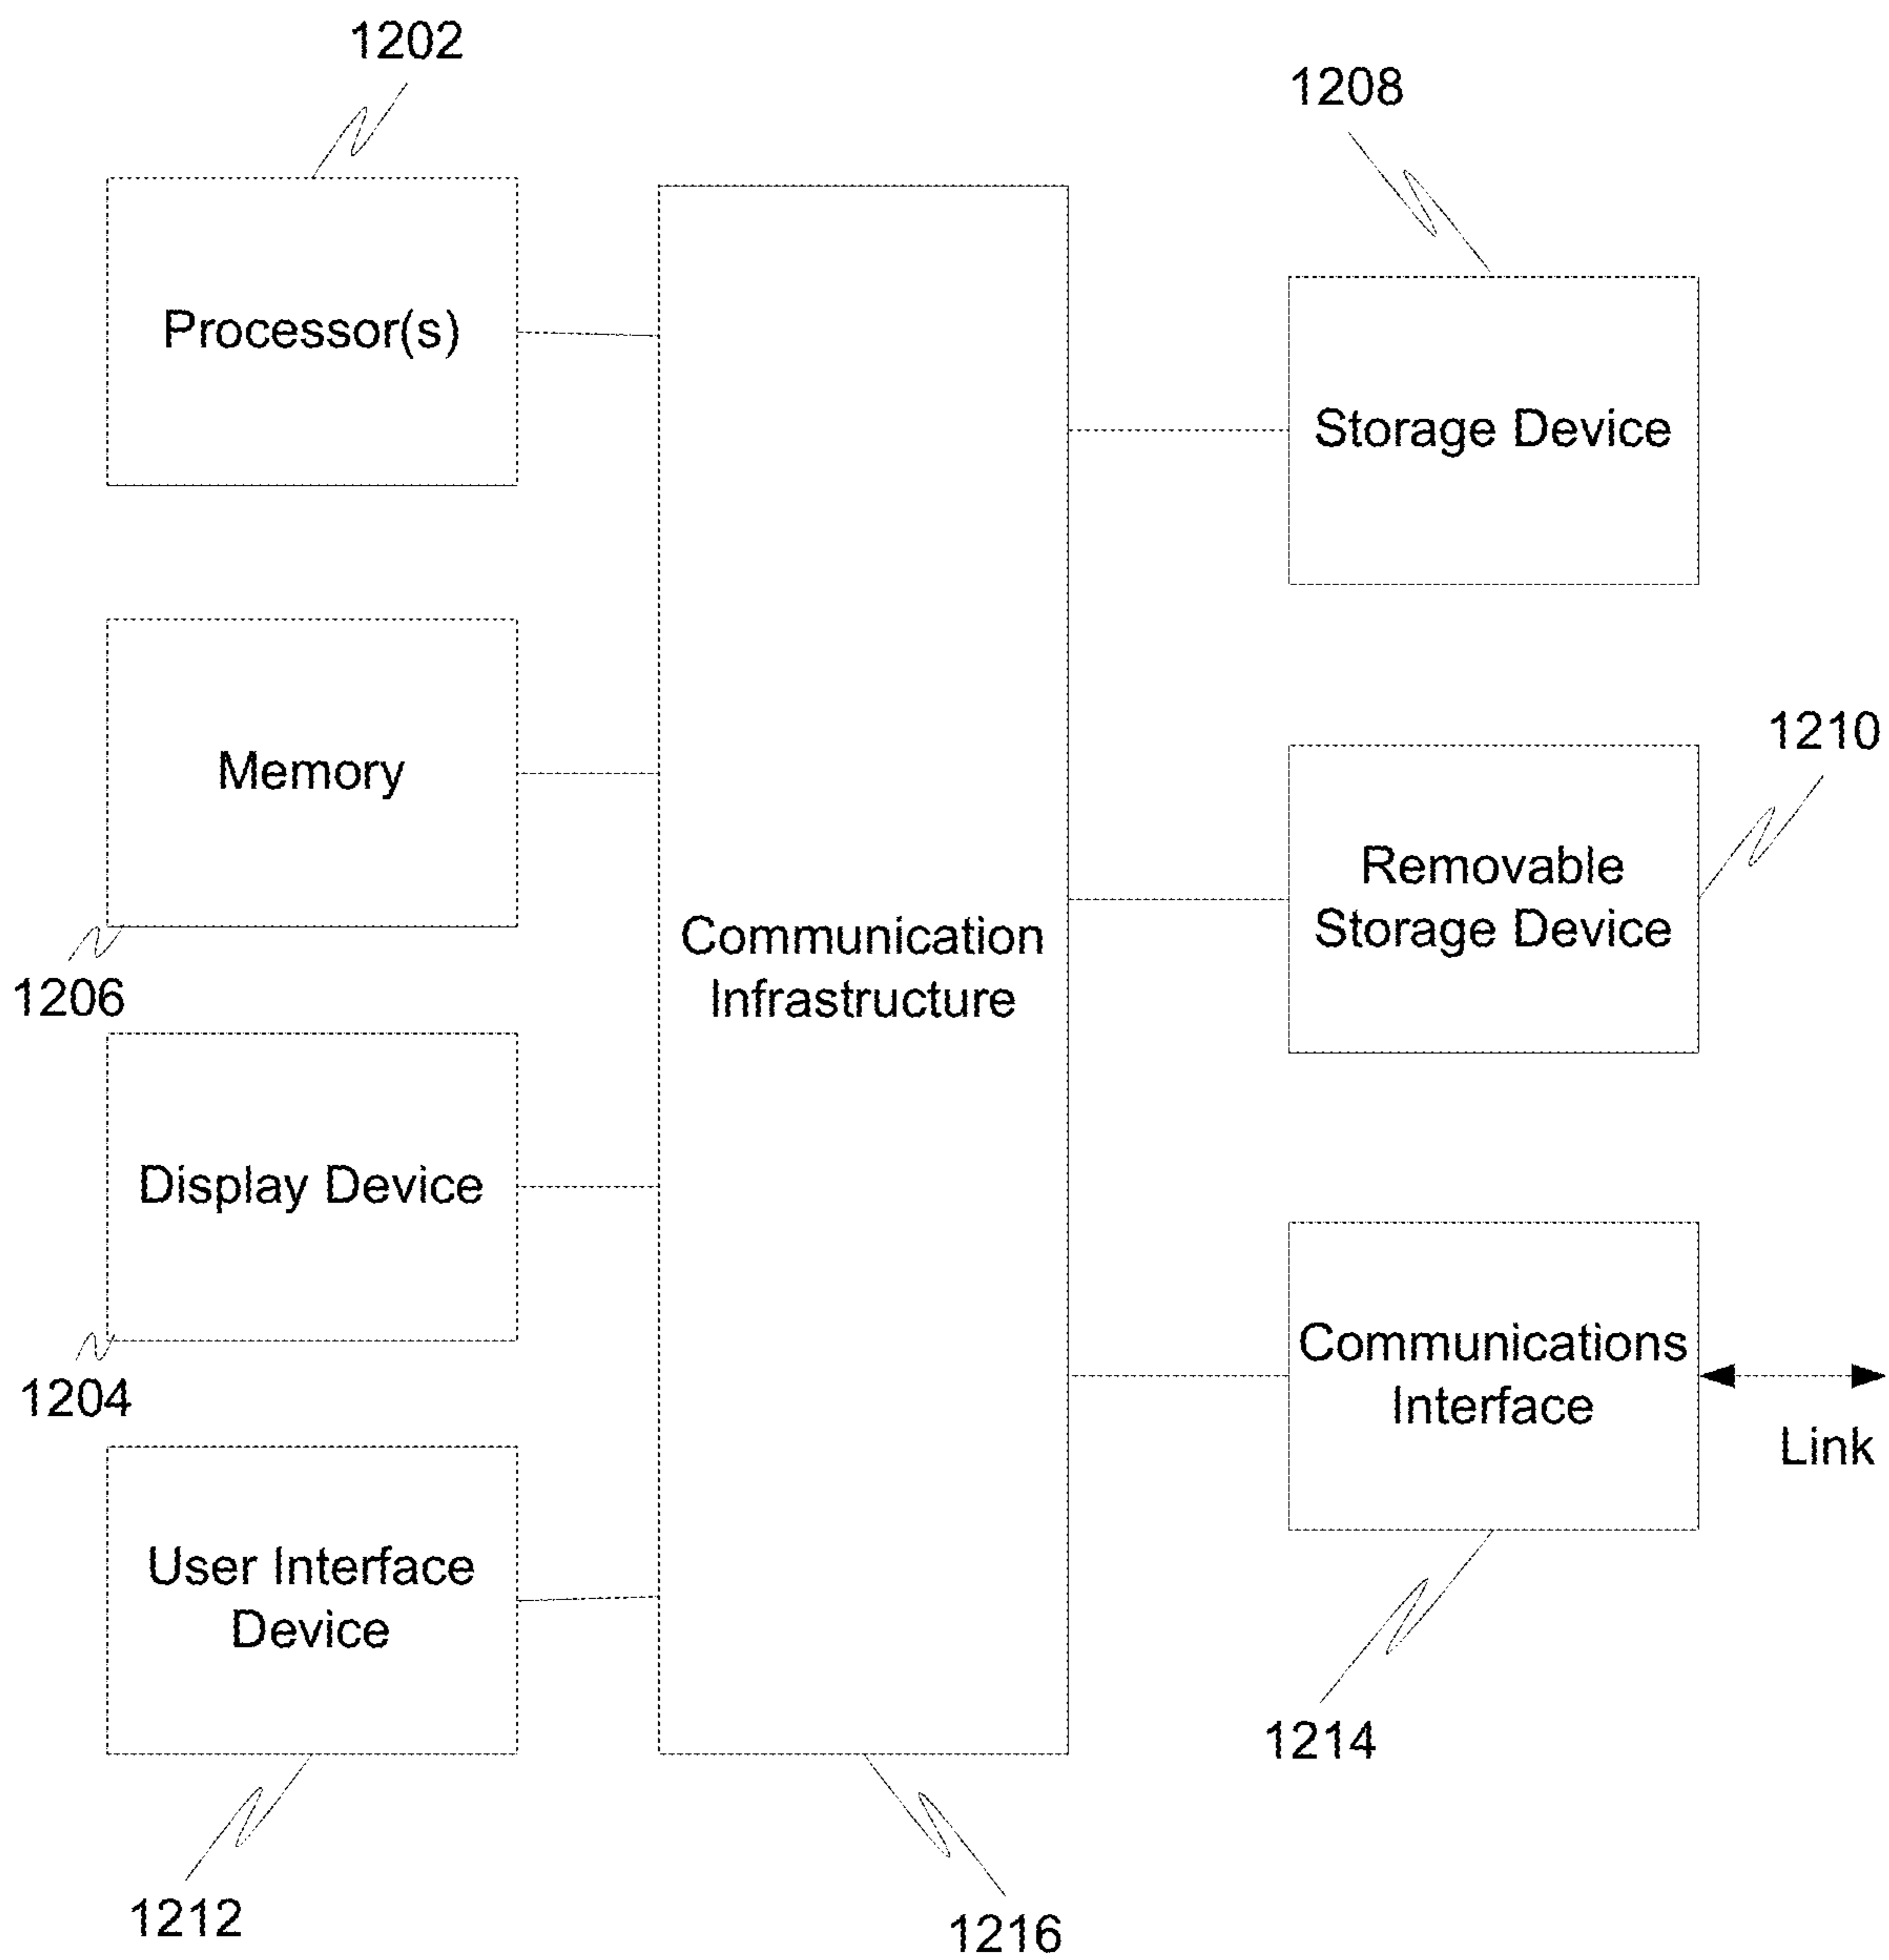 1202
1208
Processor(s)
Storage Device
1210
Memory
Removable
Storage Device
Communication
Infrastructure
1206
Display Device
Communications
Interface
Link
1204
User Interface
Device
1214
1212
1216